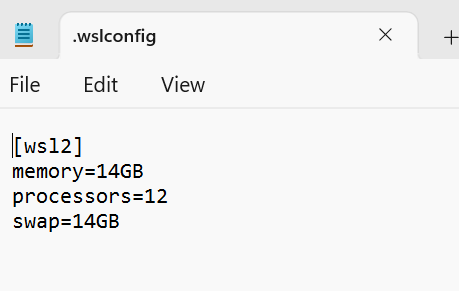 .wslconfig
File Edit View
[wsl2]
memory=14GB
processors=12
swap=14GB